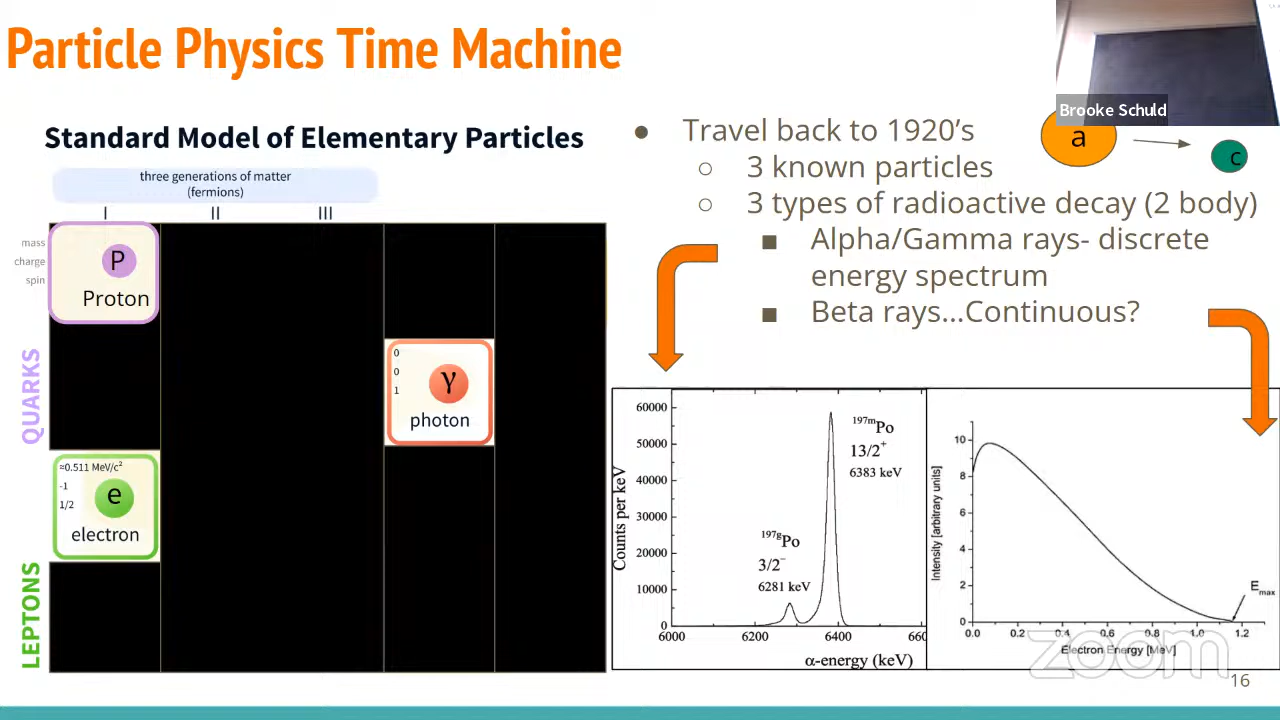 Particle Physics Time Machine
Brooke Schuld
Standard Model of Elementary Particles
three generations of matter
(fermions)
I II III
mass
charge
spin
P
Proton
QUARKS
0
0
1
γ
photon
≈0.511 MeV/c²
-1
1/2
e
electron
LEPTONS
● Travel back to 1920's
○ 3 known particles
○ 3 types of radioactive decay (2 body)
■ Alpha/Gamma rays- discrete
energy spectrum
■ Beta rays...Continuous?
a
c
Counts per keV
60000
50000
40000
30000
20000
10000
0
6000 6200 6400 660
α-energy (keV)
197mPo
13/2⁺
6383 keV
197gPo
3/2⁻
6281 keV
Intensity [arbitrary units]
10
8
6
4
2
0
0.0 0.2 0.4 0.6 0.8 1.0 1.2
Electron Energy [MeV]
Emax
zoom
16